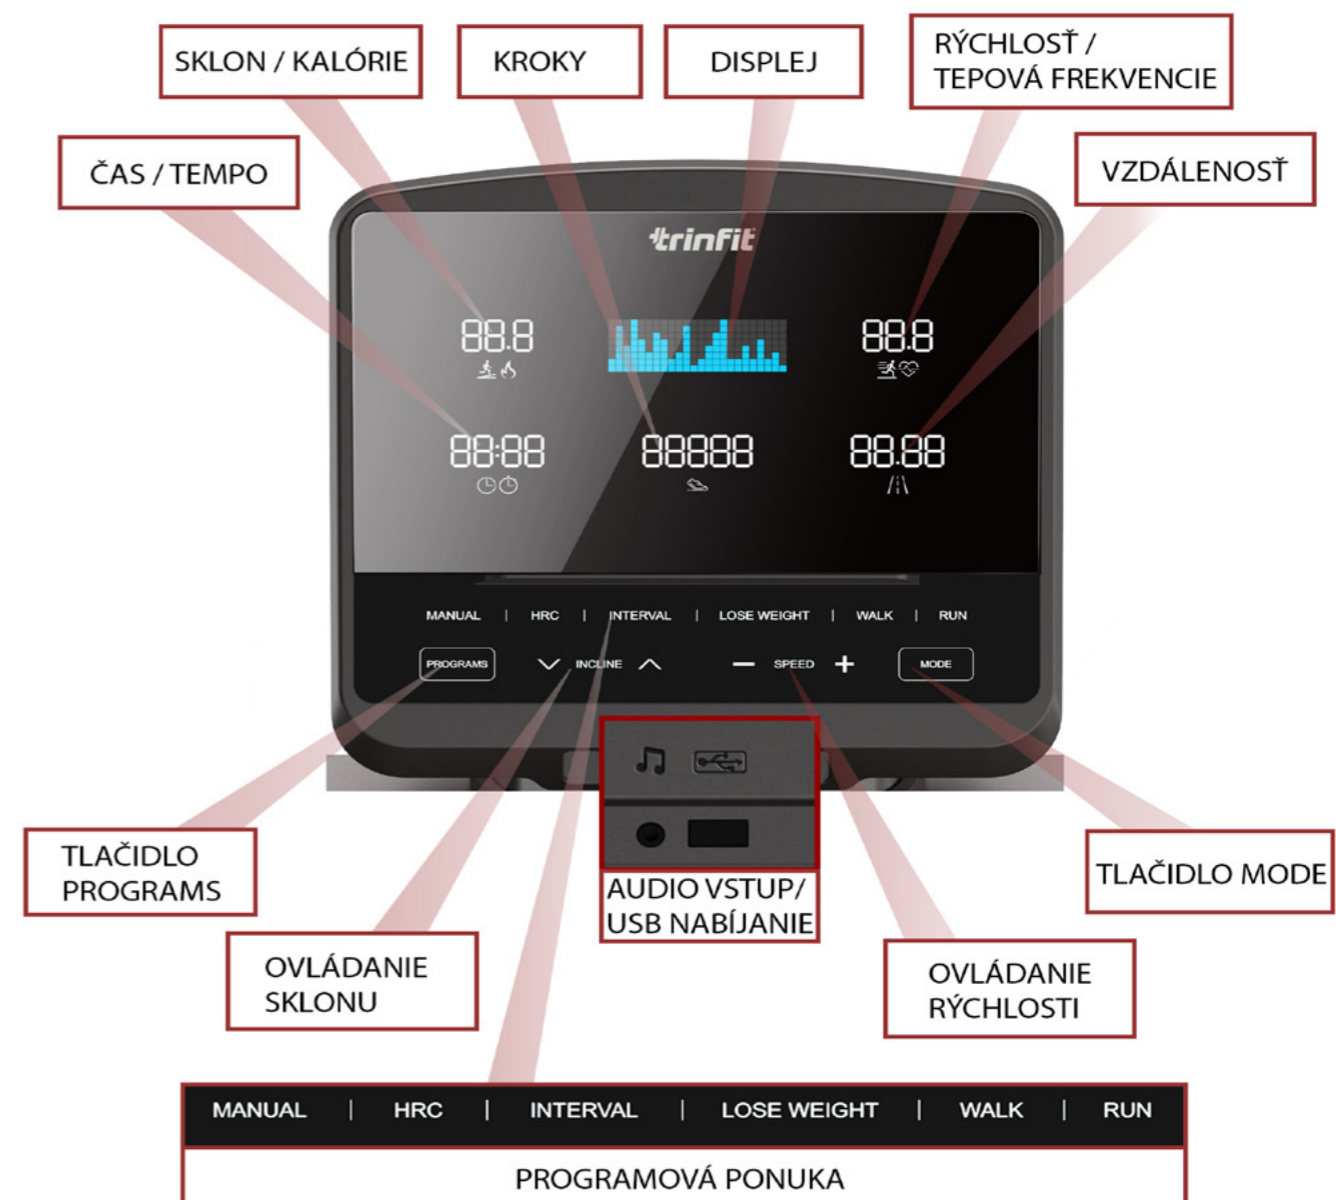 SKLON / KALÓRIE
KROKY
DISPLEJ
RÝCHLOSŤ /
TEPOVÁ FREKVENCIE
ČAS / TEMPO
VZDÁLENOSŤ
trinfit
88.8
88.8
88:88
88888
88.88
MANUAL | HRC | INTERVAL | LOSE WEIGHT | WALK | RUN
PROGRAMS
INCLINE
— SPEED +
MODE
TLAČIDLO
PROGRAMS
AUDIO VSTUP/
USB NABÍJANIE
TLAČIDLO MODE
OVLÁDANIE
SKLONU
OVLÁDANIE
RÝCHLOSTI
MANUAL | HRC | INTERVAL | LOSE WEIGHT | WALK | RUN
PROGRAMOVÁ PONUKA